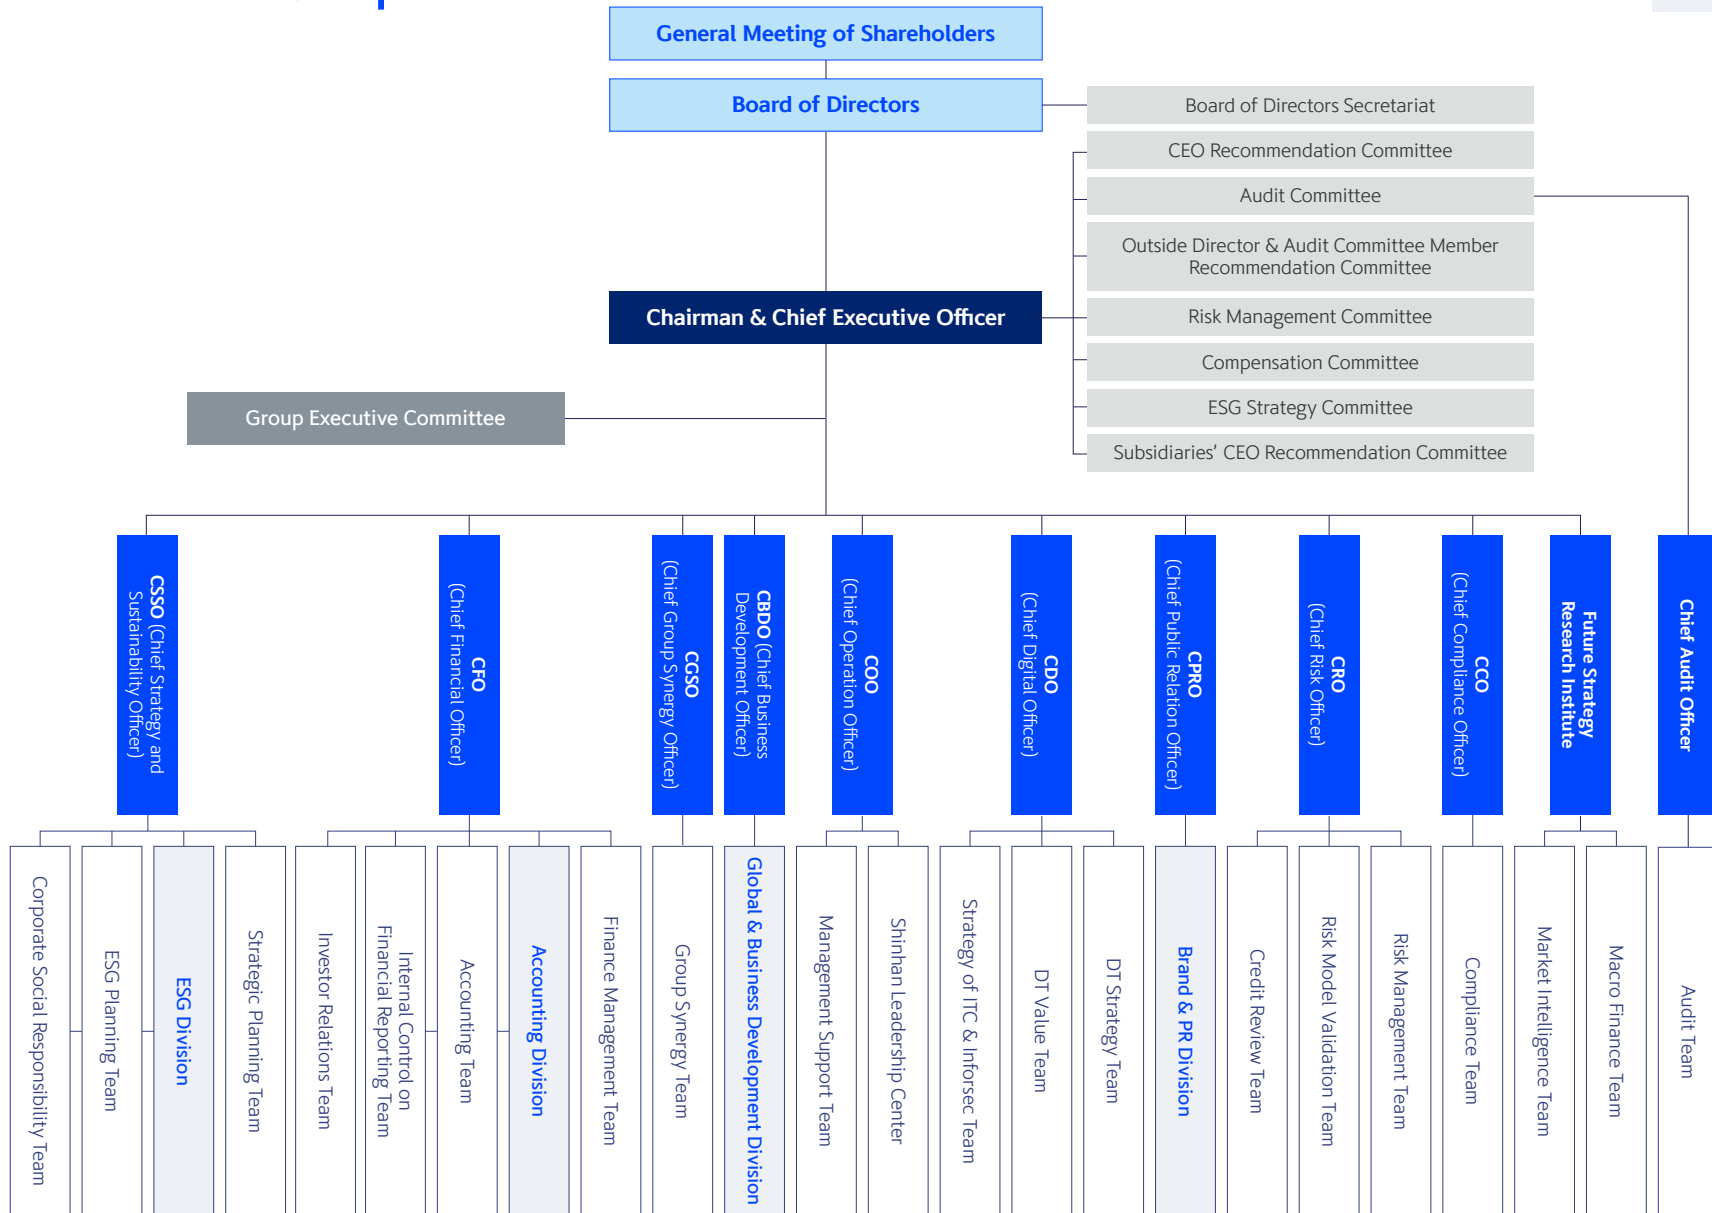 General Meeting of Shareholders
Board of Directors
Board of Directors Secretariat
CEO Recommendation Committee
Audit Committee
Outside Director & Audit Committee Member
Recommendation Committee
Chairman & Chief Executive Officer
Risk Management Committee
Compensation Committee
Group Executive Committee
ESG Strategy Committee
Subsidiaries' CEO Recommendation Committee
CSSO (Chief Strategy and
Sustainability Officer)
CFO
(Chief Financial Officer)
CGSO
(Chief Group Synergy Officer)
CBDO (Chief Business
Development Officer)
COO
(Chief Operation Officer)
CDO
(Chief Digital Officer)
CPRO
(Chief Public Relation Officer)
CRO
(Chief Risk Officer)
CCO
(Chief Compliance Officer)
Future Strategy
Research Institute
Chief Audit Officer
Corporate Social Responsibility Team
ESG Planning Team
ESG Division
Strategic Planning Team
Investor Relations Team
Internal Control on
Financial Reporting Team
Accounting Team
Accounting Division
Finance Management Team
Group Synergy Team
Global & Business Development Division
Management Support Team
Shinhan Leadership Center
Strategy of ITC & Inforsec Team
DT Value Team
DT Strategy Team
Brand & PR Division
Credit Review Team
Risk Model Validation Team
Risk Management Team
Compliance Team
Market Intelligence Team
Macro Finance Team
Audit Team